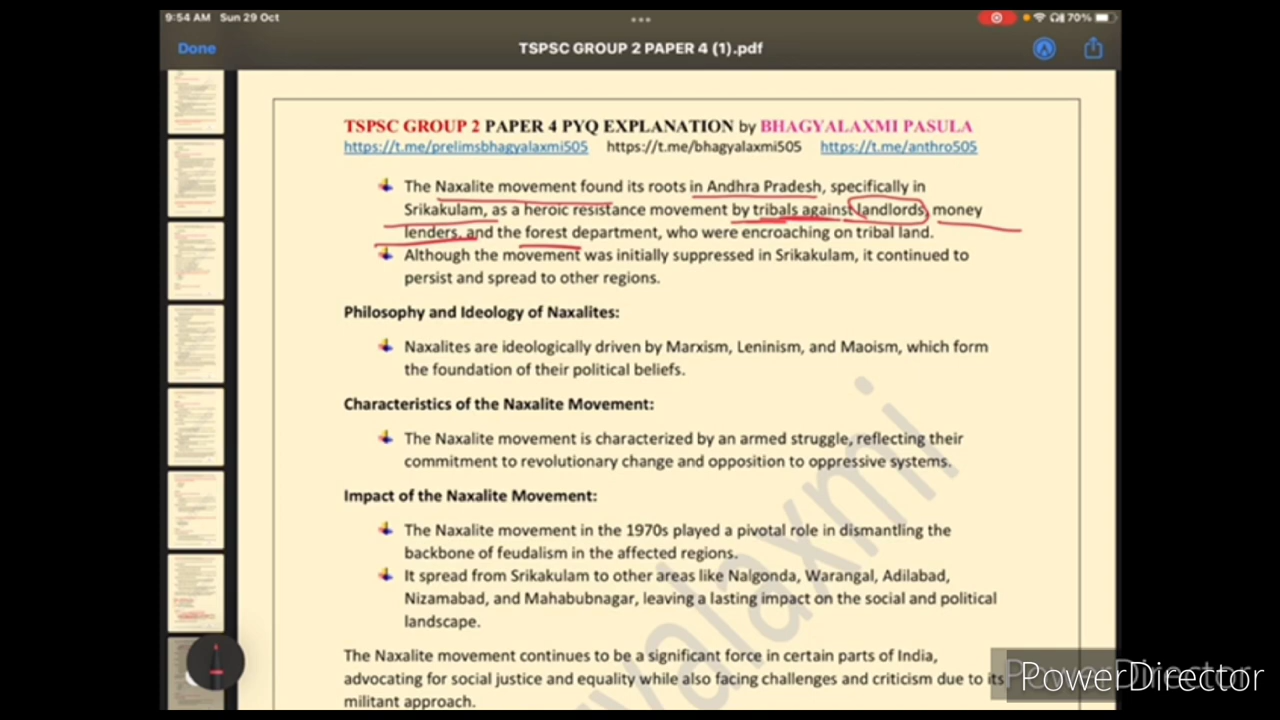 9:54 AM Sun 29 Oct
70%
Done
TSPSC GROUP 2 PAPER 4 (1).pdf
TSPSC GROUP 2 PAPER 4 PYQ EXPLANATION by BHAGYALAXMI PASULA
https://t.me/prelimsbhagyalaxmi505 https://t.me/bhagyalaxmi505 https://t.me/anthro505
The Naxalite movement found its roots in Andhra Pradesh, specifically in
Srikakulam, as a heroic resistance movement by tribals against landlords, money
lenders, and the forest department, who were encroaching on tribal land.
Although the movement was initially suppressed in Srikakulam, it continued to
persist and spread to other regions.
Philosophy and Ideology of Naxalites:
Naxalites are ideologically driven by Marxism, Leninism, and Maoism, which form
the foundation of their political beliefs.
Characteristics of the Naxalite Movement:
The Naxalite movement is characterized by an armed struggle, reflecting their
commitment to revolutionary change and opposition to oppressive systems.
Impact of the Naxalite Movement:
The Naxalite movement in the 1970s played a pivotal role in dismantling the
backbone of feudalism in the affected regions.
It spread from Srikakulam to other areas like Nalgonda, Warangal, Adilabad,
Nizamabad, and Mahabubnagar, leaving a lasting impact on the social and political
landscape.
The Naxalite movement continues to be a significant force in certain parts of India,
advocating for social justice and equality while also facing challenges and criticism due to its
militant approach.
PowerDirector